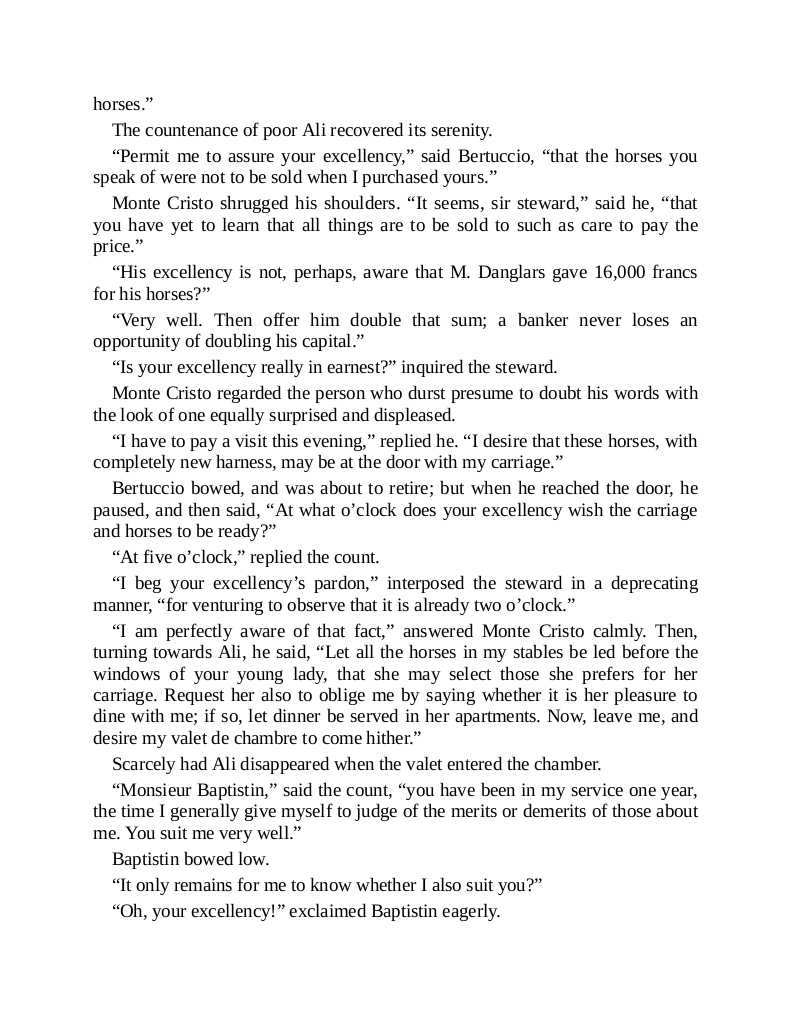 horses.”
The countenance of poor Ali recovered its serenity.
“Permit me to assure your excellency,” said Bertuccio, “that the horses you
speak of were not to be sold when I purchased yours.”
Monte Cristo shrugged his shoulders. “It seems, sir steward,” said he, “that
you have yet to learn that all things are to be sold to such as care to pay the
price.”
“His excellency is not, perhaps, aware that M. Danglars gave 16,000 francs
for his horses?”
“Very well. Then offer him double that sum; a banker never loses an
opportunity of doubling his capital.”
“Is your excellency really in earnest?” inquired the steward.
Monte Cristo regarded the person who durst presume to doubt his words with
the look of one equally surprised and displeased.
“I have to pay a visit this evening,” replied he. “I desire that these horses, with
completely new harness, may be at the door with my carriage.”
Bertuccio bowed, and was about to retire; but when he reached the door, he
paused, and then said, “At what o’clock does your excellency wish the carriage
and horses to be ready?”
“At five o’clock,” replied the count.
“I beg your excellency’s pardon,” interposed the steward in a deprecating
manner, “for venturing to observe that it is already two o’clock.”
“I am perfectly aware of that fact,” answered Monte Cristo calmly. Then,
turning towards Ali, he said, “Let all the horses in my stables be led before the
windows of your young lady, that she may select those she prefers for her
carriage. Request her also to oblige me by saying whether it is her pleasure to
dine with me; if so, let dinner be served in her apartments. Now, leave me, and
desire my valet de chambre to come hither.”
Scarcely had Ali disappeared when the valet entered the chamber.
“Monsieur Baptistin,” said the count, “you have been in my service one year,
the time I generally give myself to judge of the merits or demerits of those about
me. You suit me very well.”
Baptistin bowed low.
“It only remains for me to know whether I also suit you?”
“Oh, your excellency!” exclaimed Baptistin eagerly.